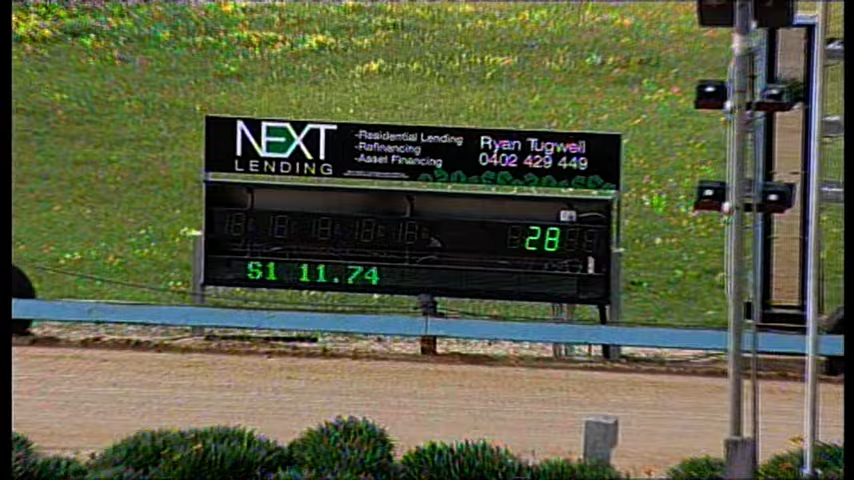 NEXT
LENDING
-Residential Lending
-Refinancing
-Asset Financing
Ryan Tugwell
0402 429 449
28
S1 11.74